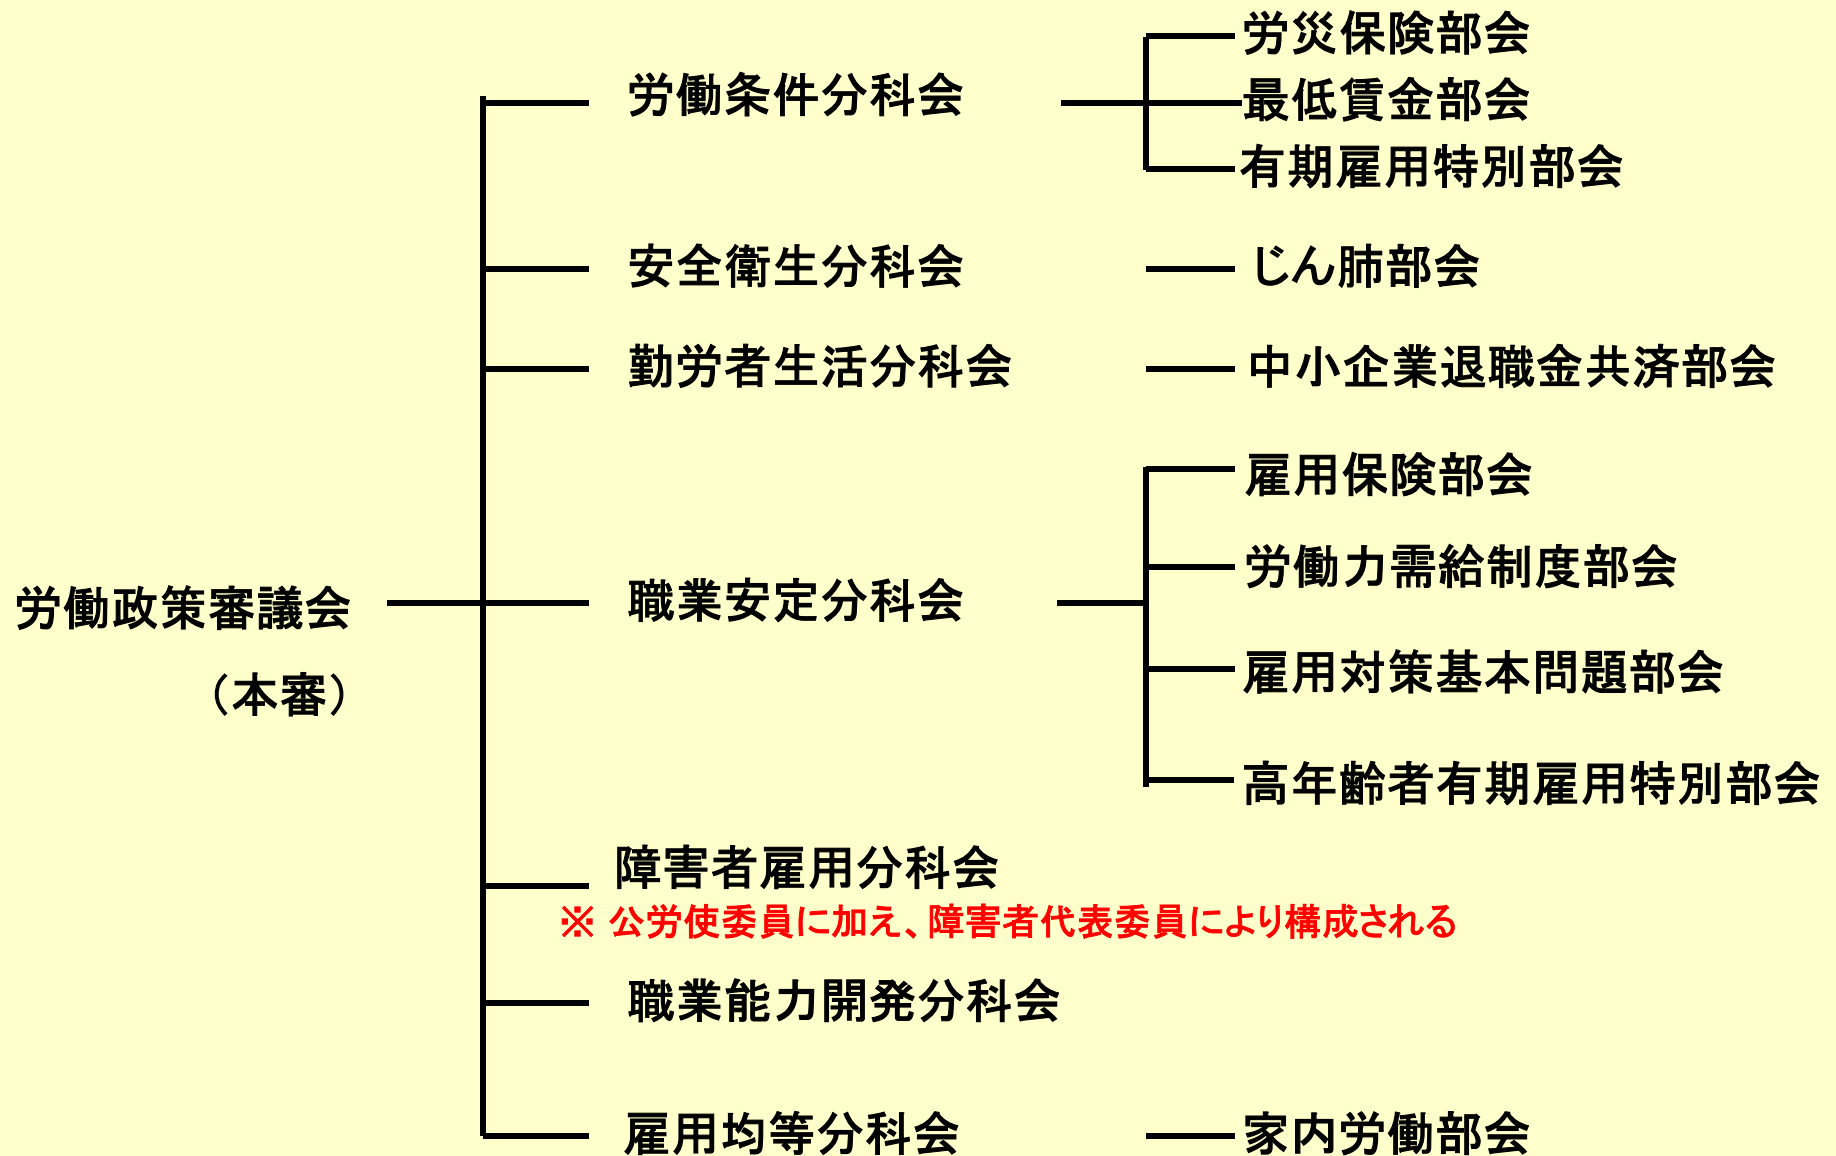 労働政策審議会
（本審）
労働条件分科会
労災保険部会
最低賃金部会
有期雇用特別部会
安全衛生分科会
じん肺部会
勤労者生活分科会
中小企業退職金共済部会
職業安定分科会
雇用保険部会
労働力需給制度部会
雇用対策基本問題部会
高年齢者有期雇用特別部会
障害者雇用分科会
※ 公労使委員に加え、障害者代表委員により構成される
職業能力開発分科会
雇用均等分科会
家内労働部会